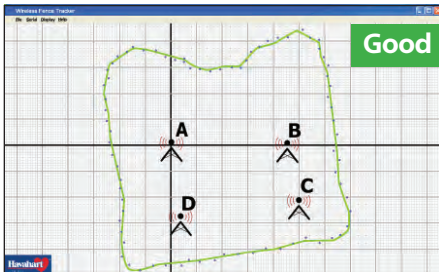 Wireless Fence Tracker
File Serial Display Help
Good
A
B
C
D
Havahart